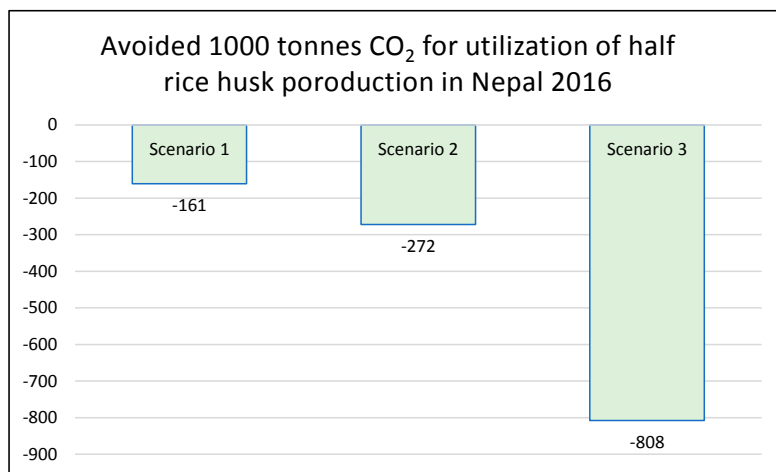 Avoided 1000 tonnes CO₂ for utilization of half
rice husk poroduction in Nepal 2016
0
Scenario 1
Scenario 2
Scenario 3
-100
-161
-200
-272
-300
-400
-500
-600
-700
-800
-808
-900